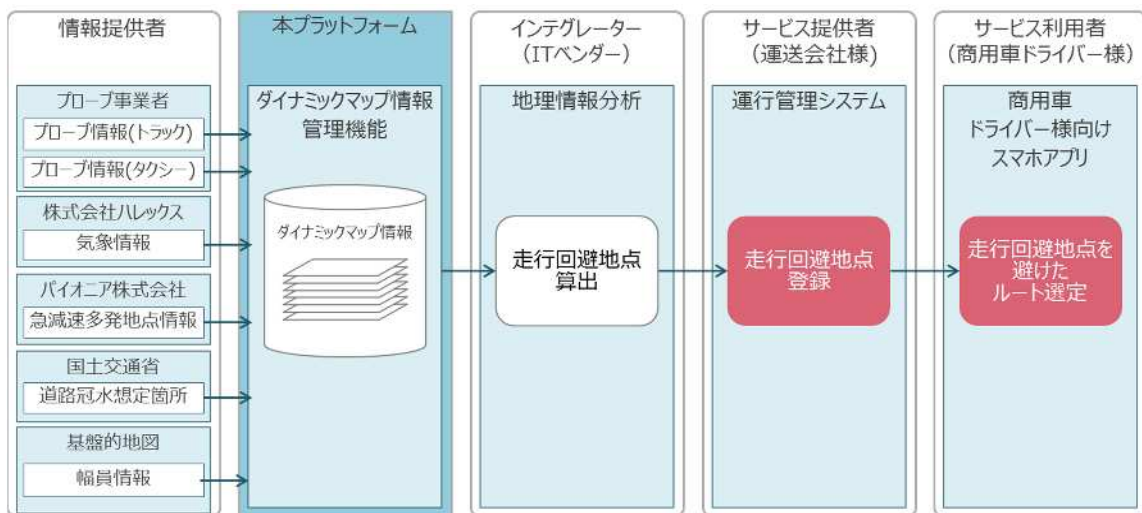 情報提供者
プローブ事業者
プローブ情報(トラック)
プローブ情報(タクシー)
株式会社ハレックス
気象情報
パイオニア株式会社
急減速多発地点情報
国土交通省
道路冠水想定箇所
基盤的地図
幅員情報
本プラットフォーム
ダイナミックマップ情報
管理機能
ダイナミックマップ情報
インテグレーター
（ITベンダー）
地理情報分析
走行回避地点
算出
サービス提供者
（運送会社様）
運行管理システム
走行回避地点
登録
サービス利用者
（商用車ドライバー様）
商用車
ドライバー様向け
スマホアプリ
走行回避地点を
避けた
ルート選定